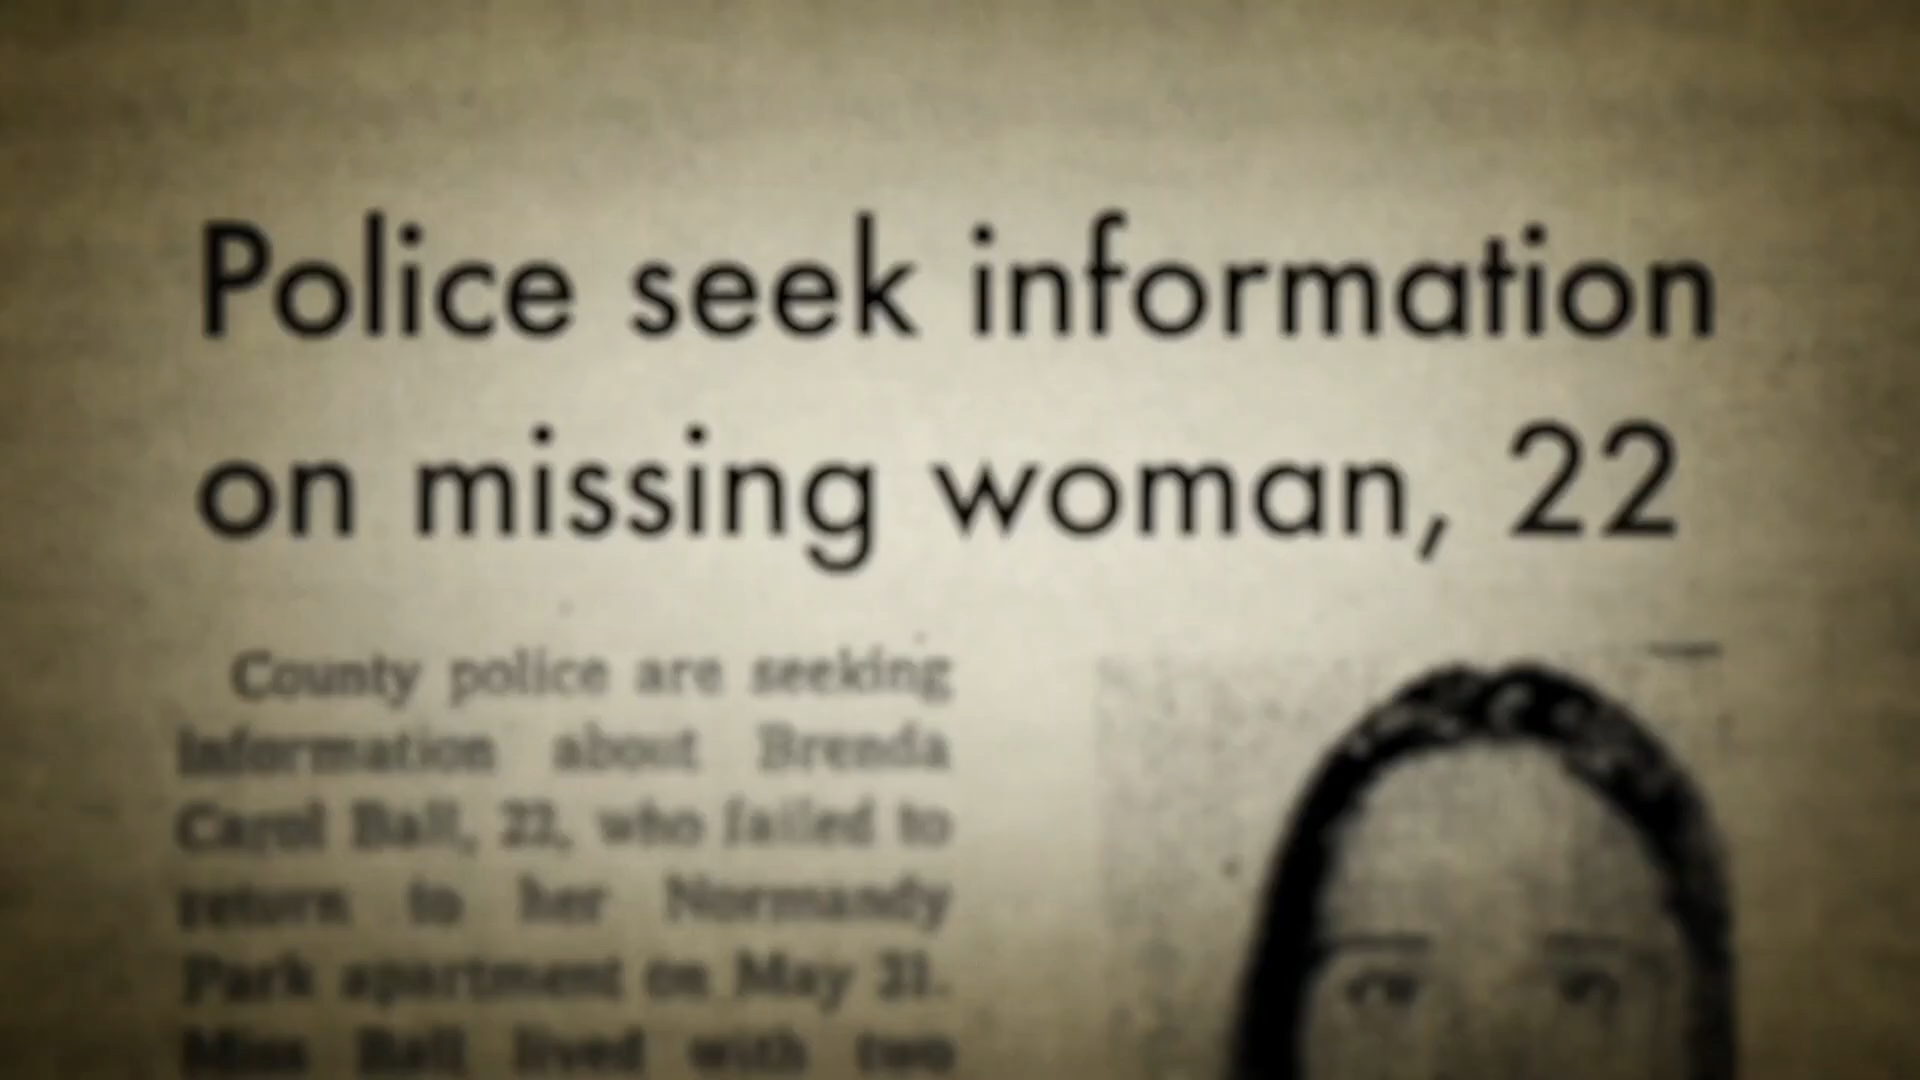 Police seek information
on missing woman, 22
County police are seeking
information about Brenda
Carol Ball, 22, who failed to
return to her Normandy
Park apartment on May 31.
Miss Ball lived with two